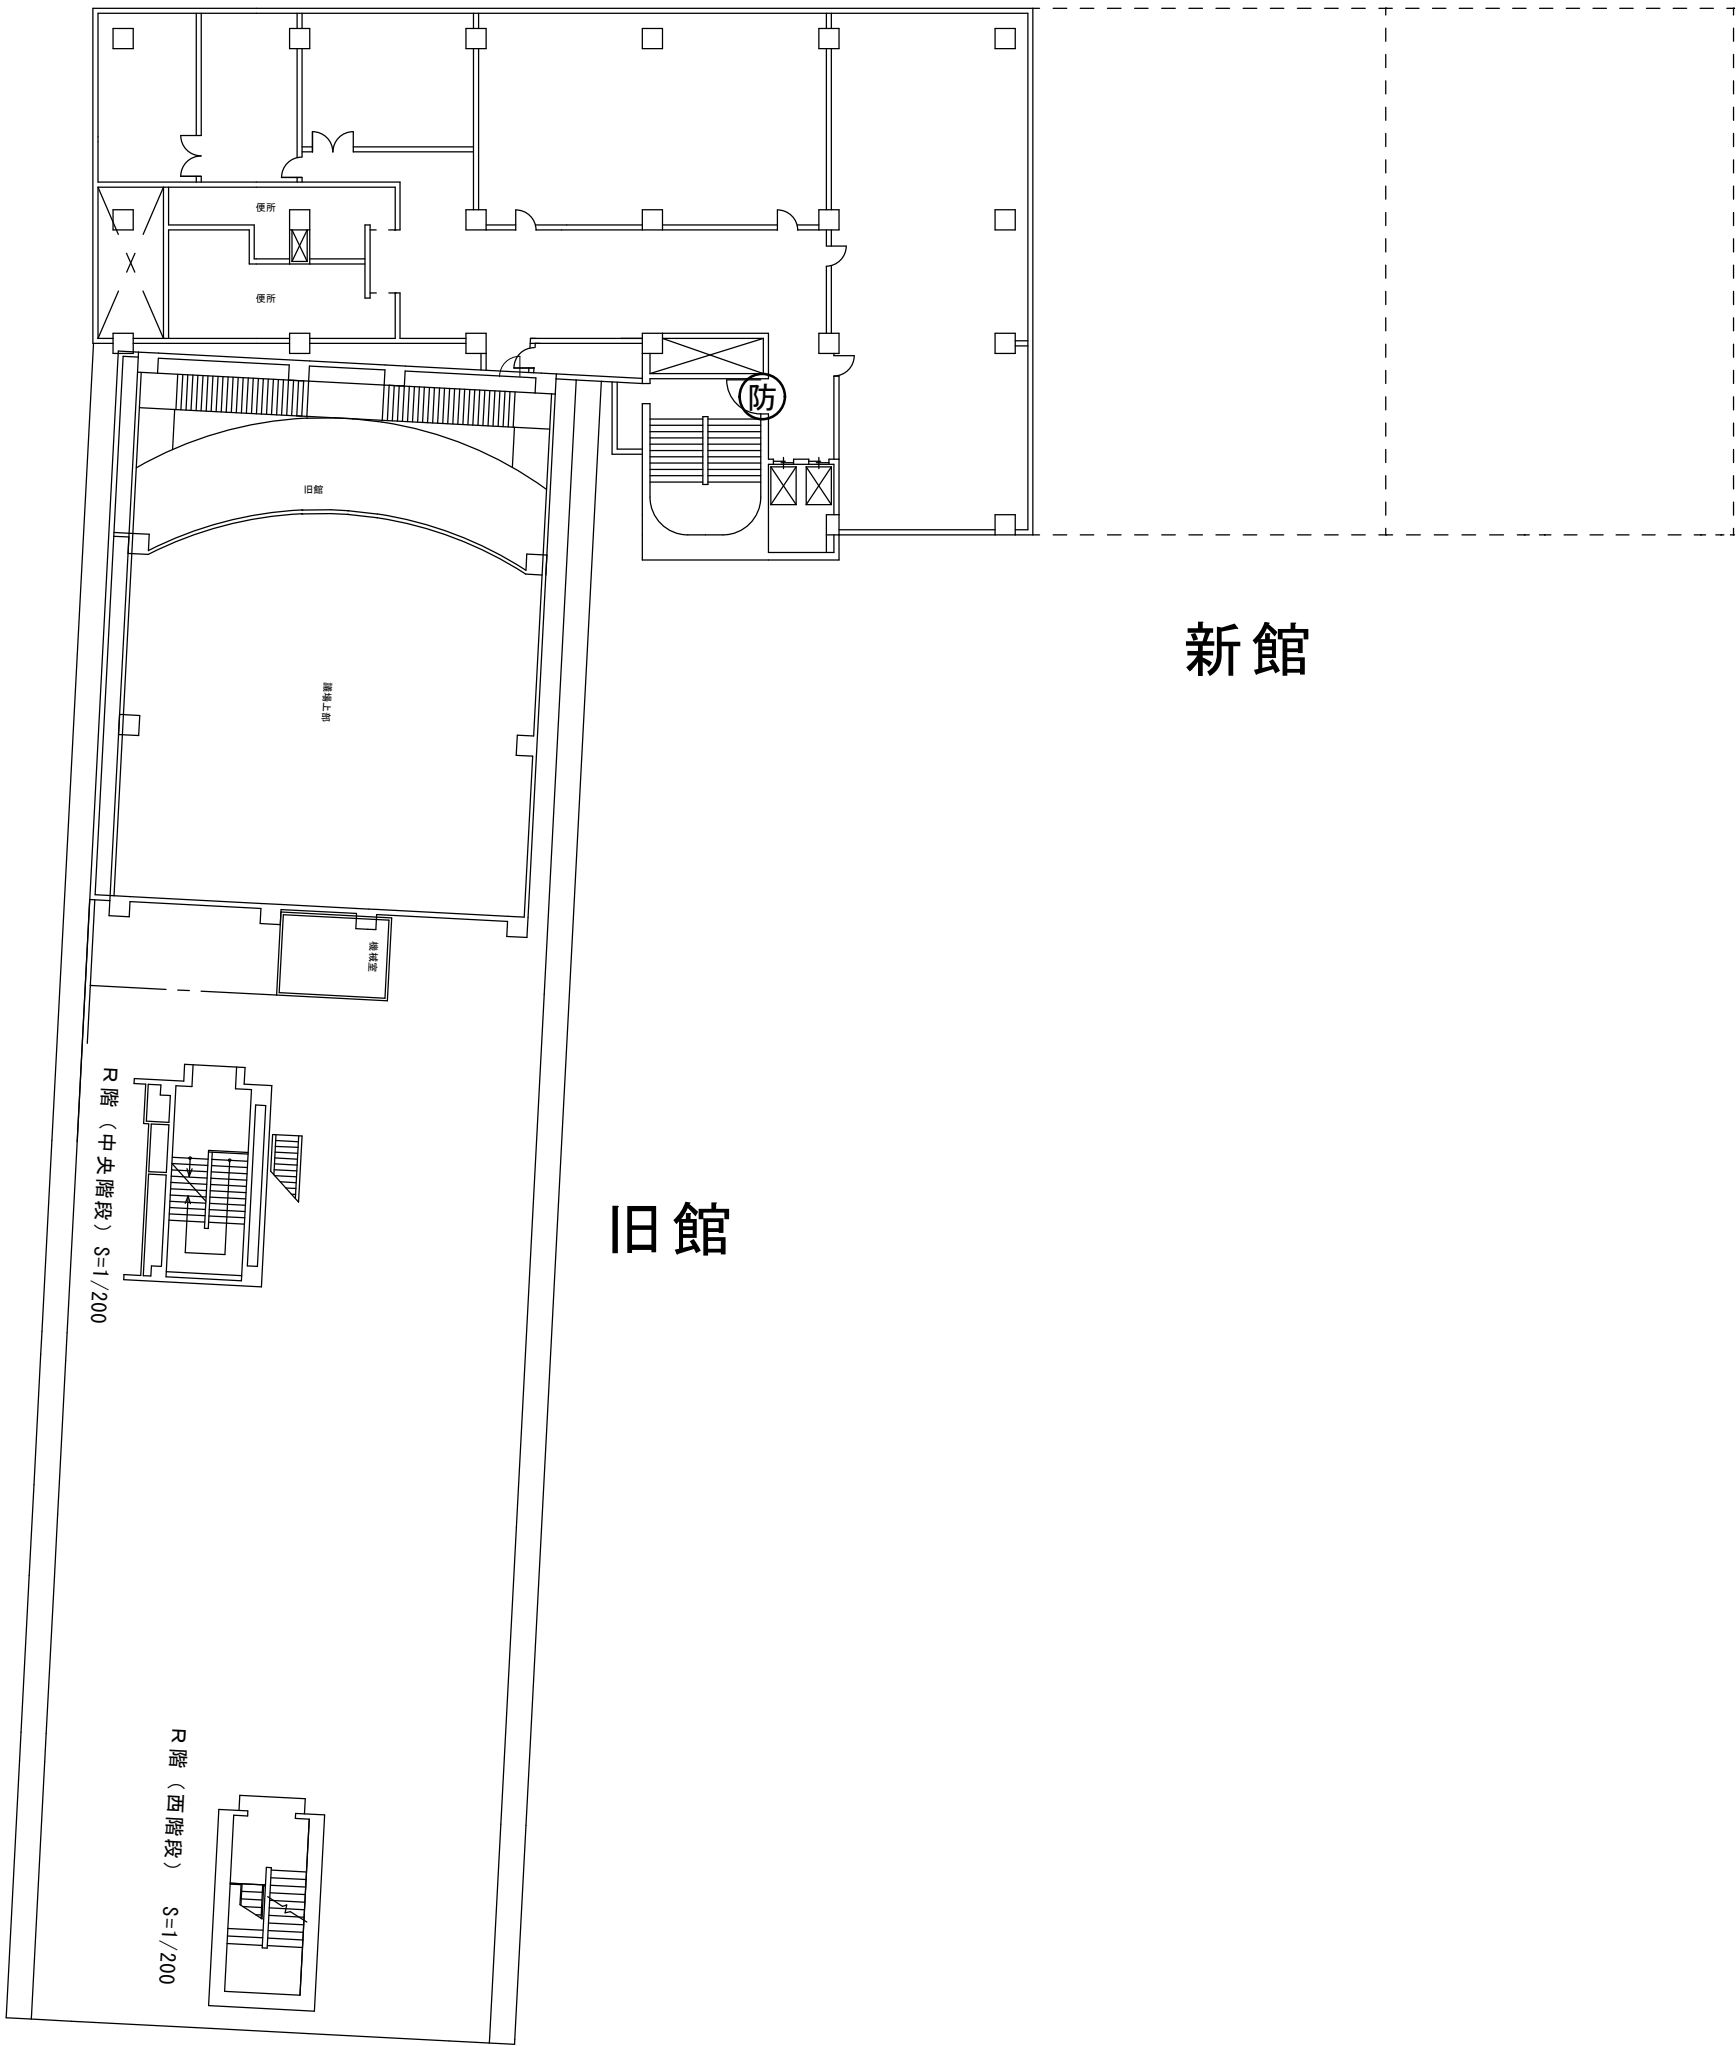 便所
便所
防
旧館
新館
議場上部
機械室
R階（中央階段）S=1/200
旧館
R階（西階段） S=1/200